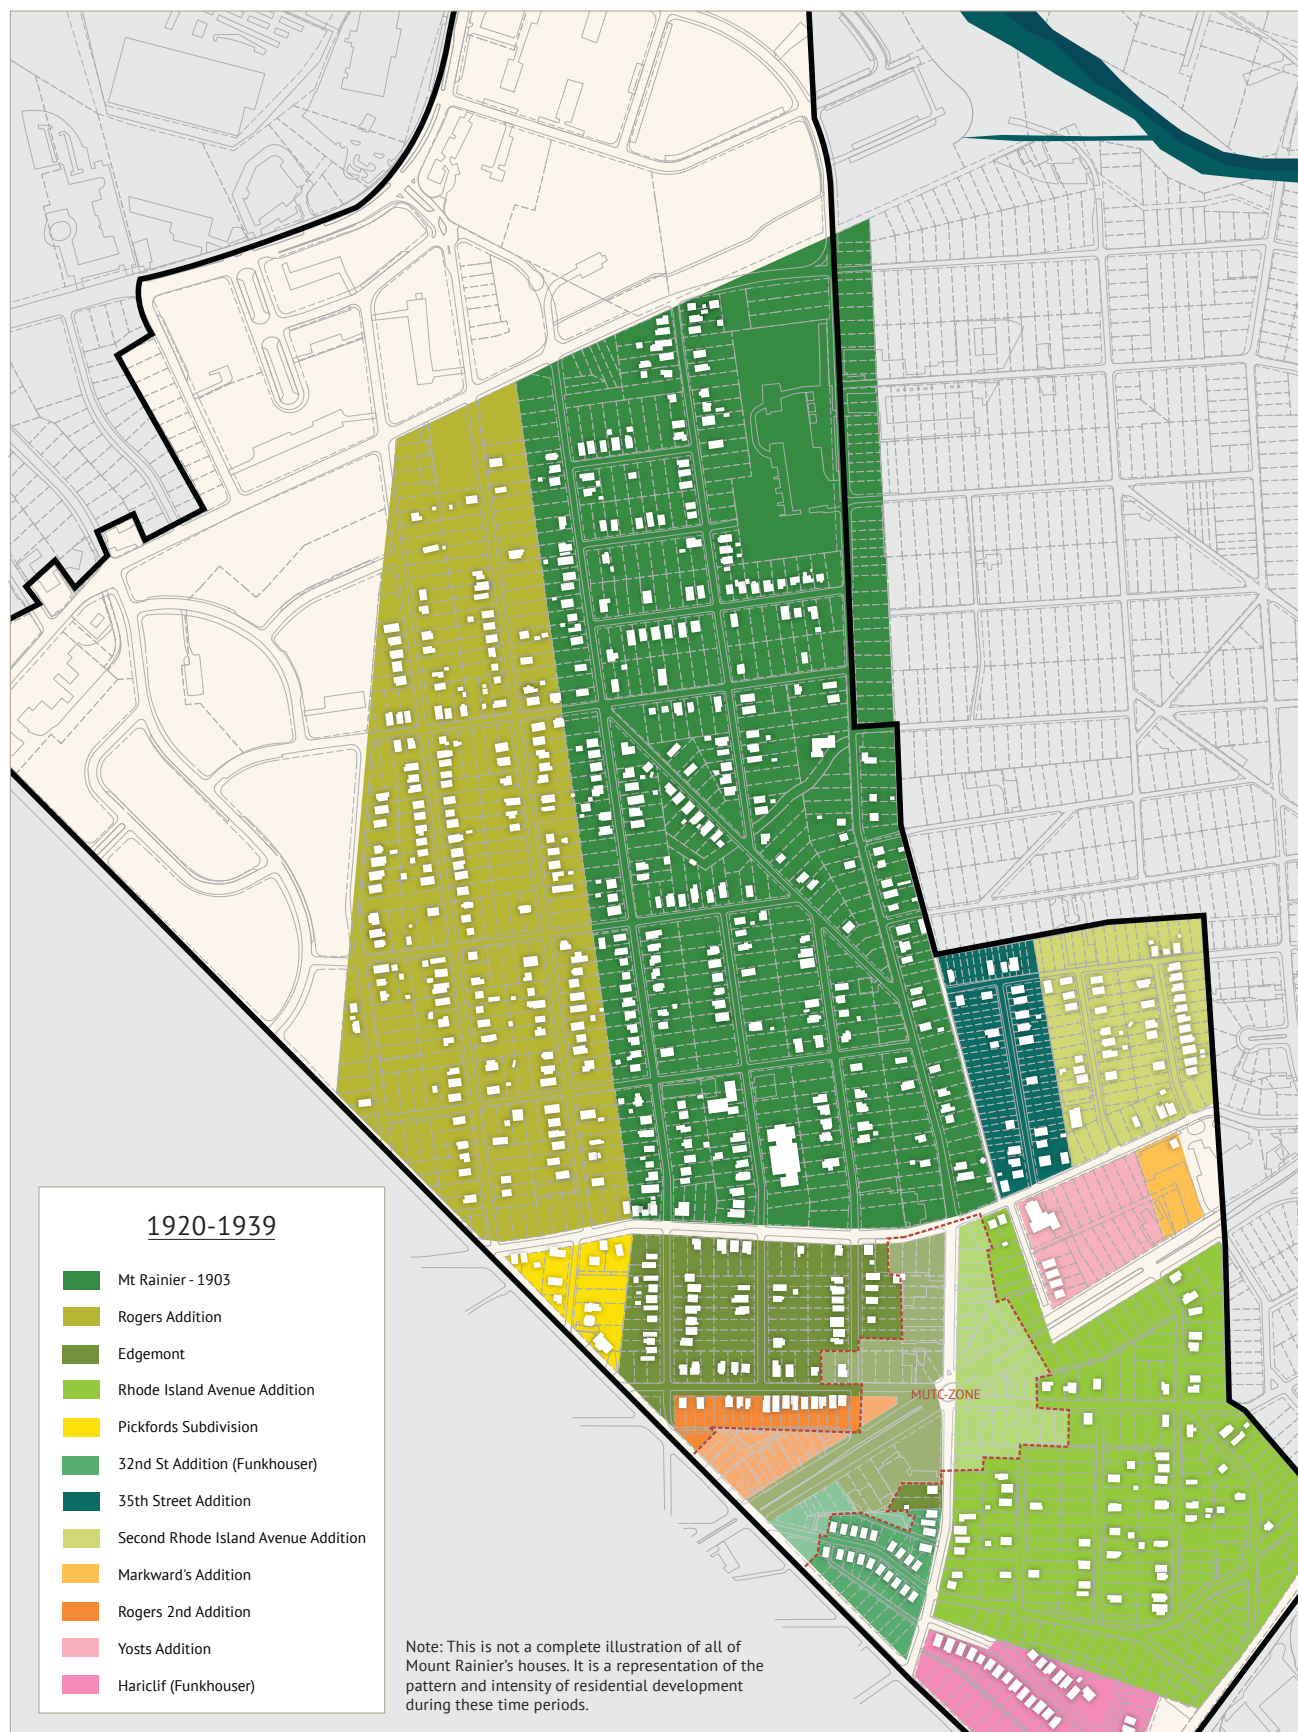 MUTC-ZONE
1920-1939
Mt Rainier - 1903
Rogers Addition
Edgemont
Rhode Island Avenue Addition
Pickfords Subdivision
32nd St Addition (Funkhouser)
35th Street Addition
Second Rhode Island Avenue Addition
Markward's Addition
Rogers 2nd Addition
Yosts Addition
Hariclif (Funkhouser)
Note: This is not a complete illustration of all of
Mount Rainier's houses. It is a representation of the
pattern and intensity of residential development
during these time periods.